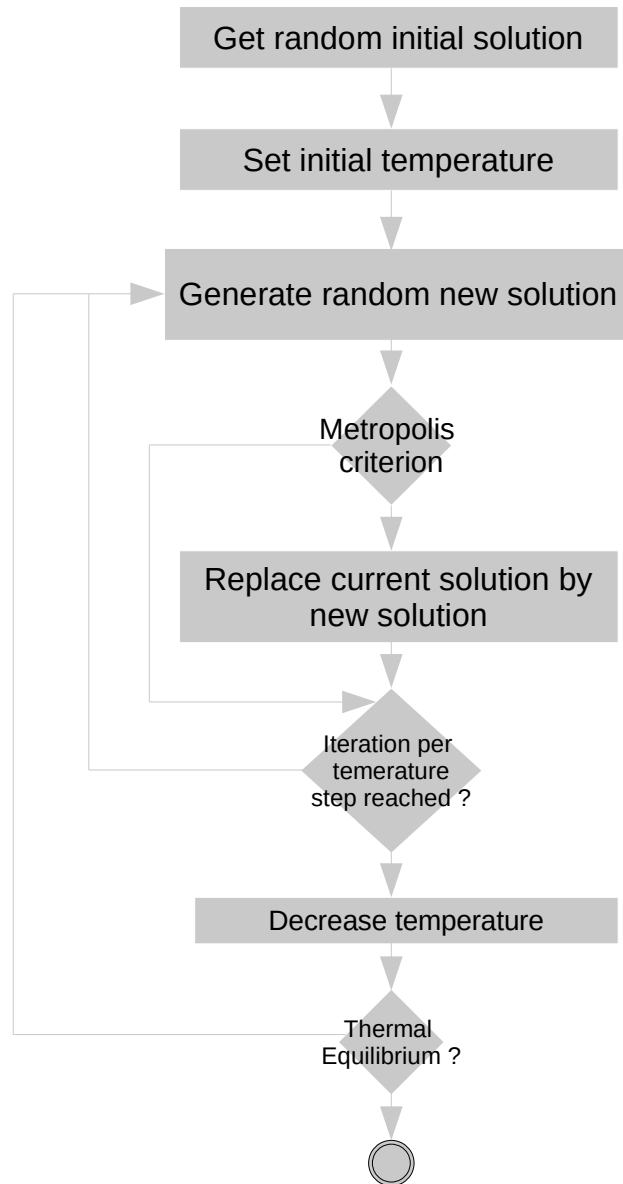 Get random initial solution
Set initial temperature
Generate random new solution
Metropolis
criterion
Replace current solution by
new solution
Iteration per
temerature
step reached ?
Decrease temperature
Thermal
Equilibrium ?